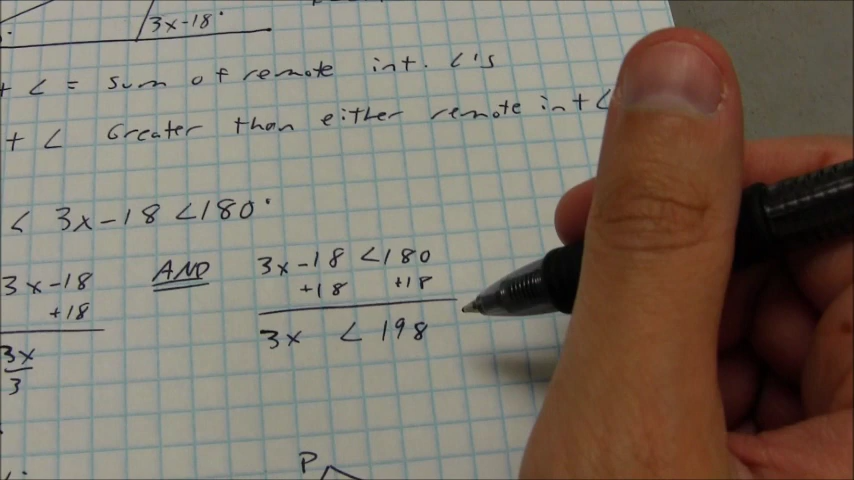 3x-18°
+ < = sum of remote int. <'s
+ < Greater than either remote int <
< 3x-18 <180°
3x-18 AND 3x-18 <180
+18 +18 +18
3x 3x < 198
3
P